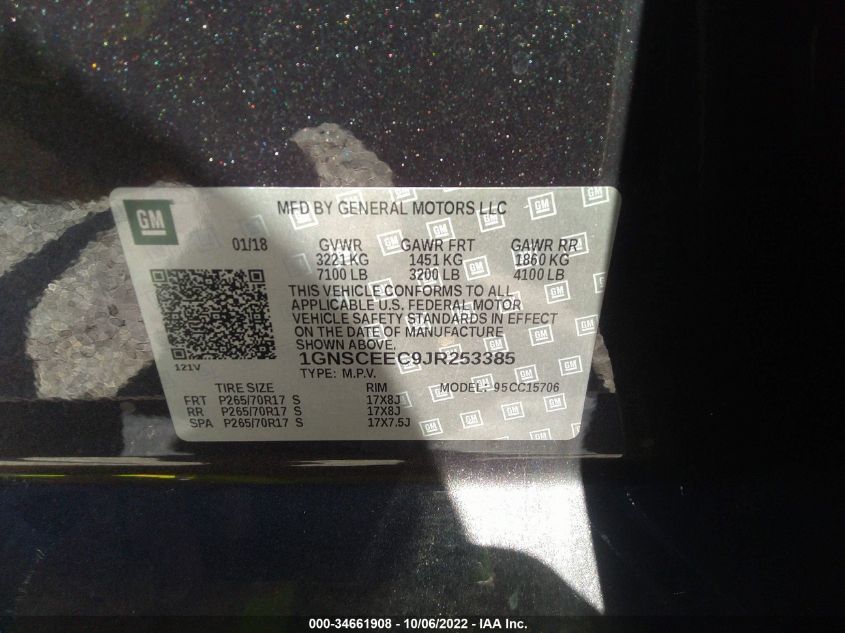 GM
MFD BY GENERAL MOTORS LLC
01/18 GVWR GAWR FRT GAWR RR
3221 KG 1451 KG 1860 KG
7100 LB 3200 LB 4100 LB
THIS VEHICLE CONFORMS TO ALL
APPLICABLE U.S. FEDERAL MOTOR
VEHICLE SAFETY STANDARDS IN EFFECT
ON THE DATE OF MANUFACTURE
SHOWN ABOVE.
121V
1GNSCEEC9JR253385
TYPE: M.P.V.
TIRE SIZE RIM MODEL: 95CC15706
FRT P265/70R17 S 17X8J
RR P265/70R17 S 17X8J
SPA P265/70R17 S 17X7.5J
000-34661908 - 10/06/2022 - IAA Inc.